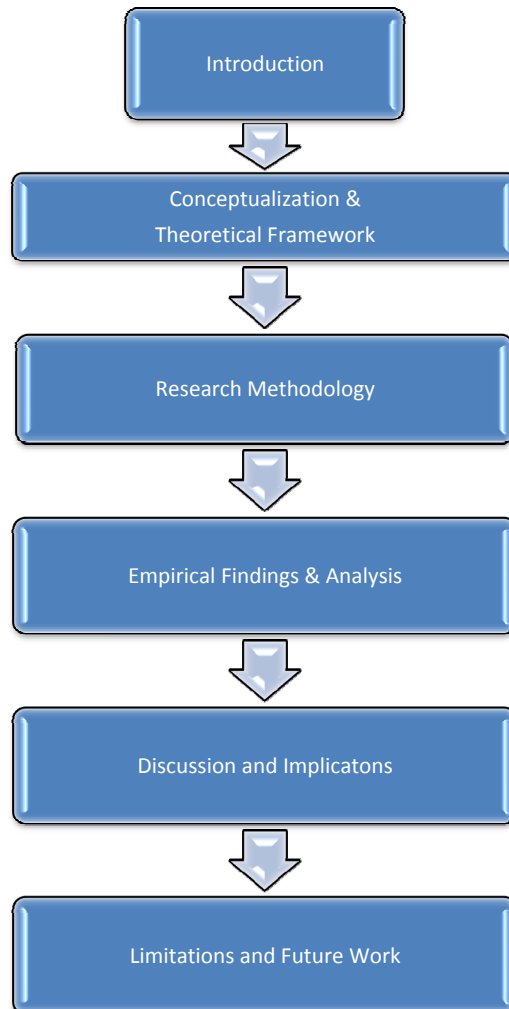 Introduction
Conceptualization &
Theoretical Framework
Research Methodology
Empirical Findings & Analysis
Discussion and Implicatons
Limitations and Future Work